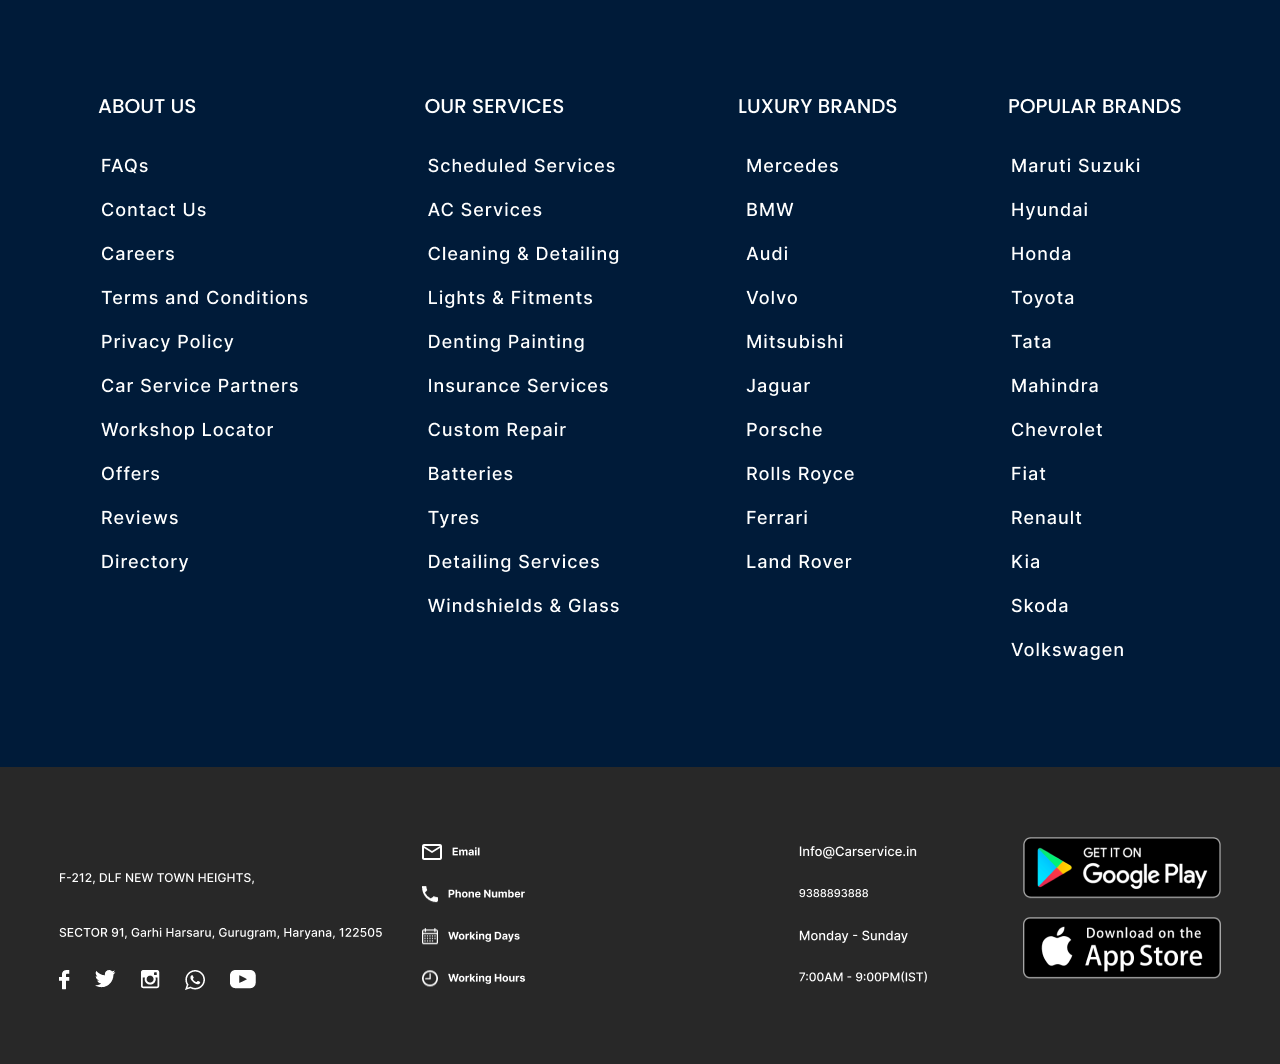 ABOUT US
FAQs
Contact Us
Careers
Terms and Conditions
Privacy Policy
Car Service Partners
Workshop Locator
Offers
Reviews
Directory
OUR SERVICES
Scheduled Services
AC Services
Cleaning & Detailing
Lights & Fitments
Denting Painting
Insurance Services
Custom Repair
Batteries
Tyres
Detailing Services
Windshields & Glass
LUXURY BRANDS
Mercedes
BMW
Audi
Volvo
Mitsubishi
Jaguar
Porsche
Rolls Royce
Ferrari
Land Rover
POPULAR BRANDS
Maruti Suzuki
Hyundai
Honda
Toyota
Tata
Mahindra
Chevrolet
Fiat
Renault
Kia
Skoda
Volkswagen
F-212, DLF NEW TOWN HEIGHTS,
SECTOR 91, Garhi Harsaru, Gurugram, Haryana, 122505
Email Info@Carservice.in
Phone Number 9388893888
Working Days Monday - Sunday
Working Hours 7:00AM - 9:00PM(IST)
GET IT ON
Google Play
Download on the
App Store